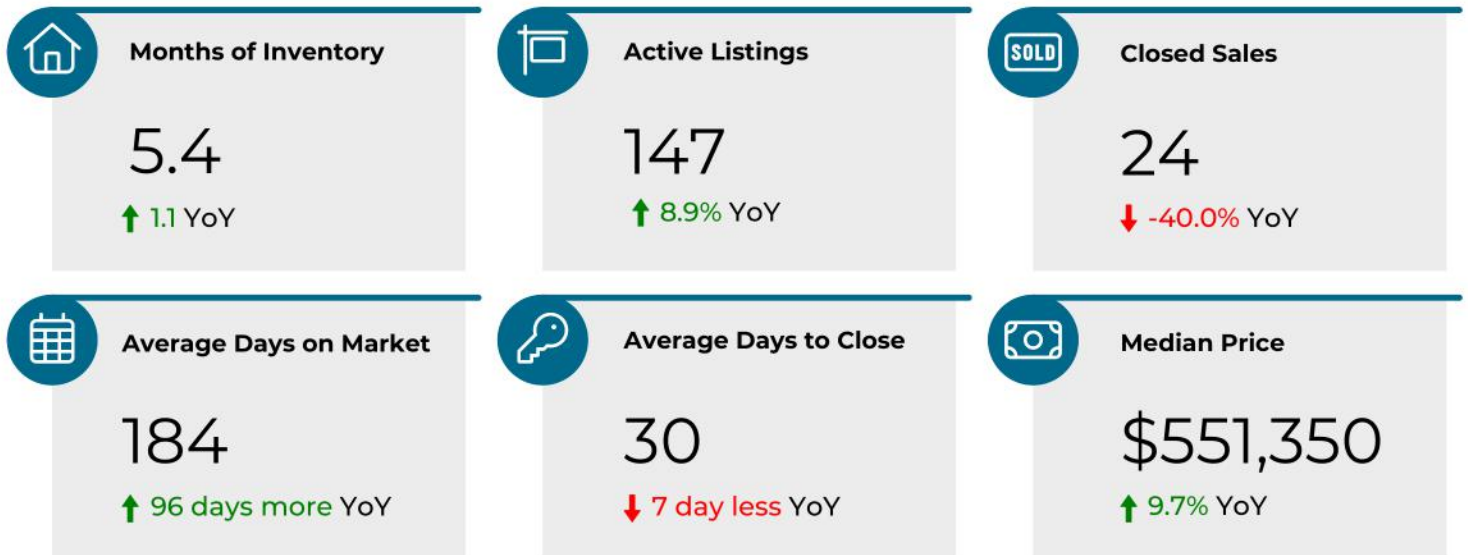 Months of Inventory
5.4
↑ 1.1 YoY
Active Listings
147
↑ 8.9% YoY
SOLD
Closed Sales
24
↓ -40.0% YoY
Average Days on Market
184
↑ 96 days more YoY
Average Days to Close
30
↓ 7 day less YoY
Median Price
$551,350
↑ 9.7% YoY